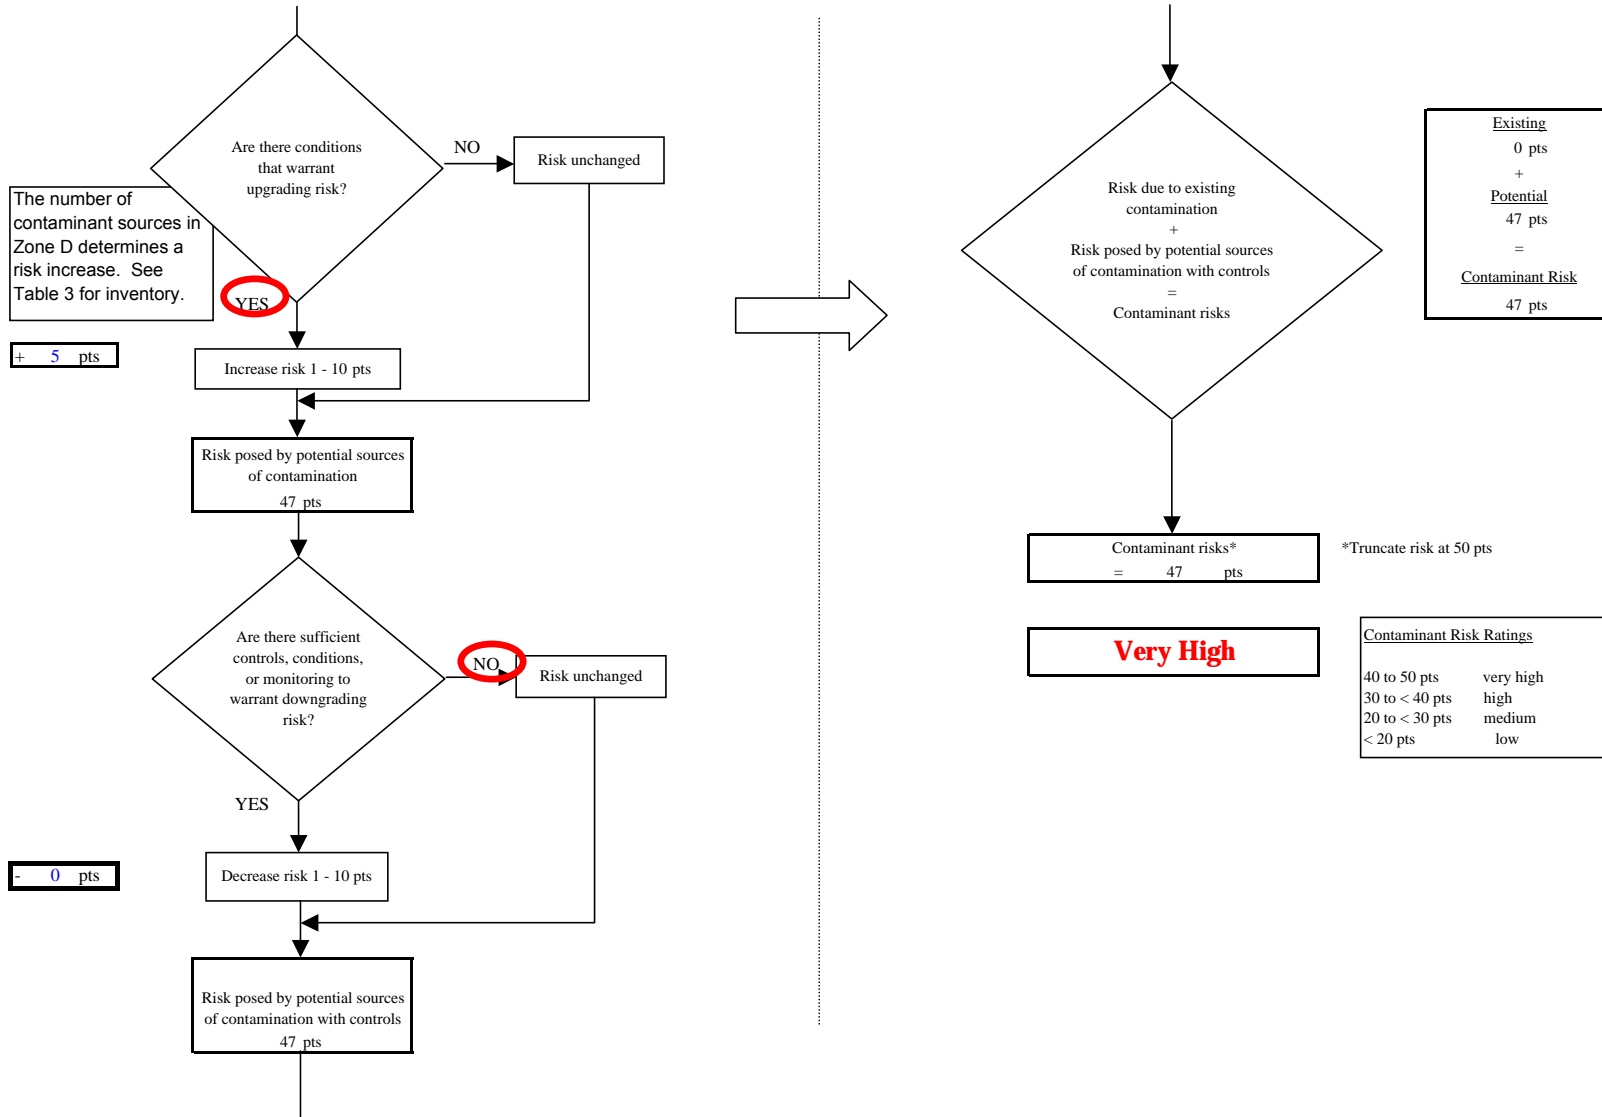 Are there conditions
that warrant
upgrading risk?
NO
Risk unchanged
The number of
contaminant sources in
Zone D determines a
risk increase. See
Table 3 for inventory.
YES
+ 5 pts
Increase risk 1 - 10 pts
Risk posed by potential sources
of contamination
47 pts
Are there sufficient
controls, conditions,
or monitoring to
warrant downgrading
risk?
NO
Risk unchanged
YES
- 0 pts
Decrease risk 1 - 10 pts
Risk posed by potential sources
of contamination with controls
47 pts
Risk due to existing
contamination
+
Risk posed by potential sources
of contamination with controls
=
Contaminant risks
Existing
0 pts
+
Potential
47 pts
=
Contaminant Risk
47 pts
Contaminant risks*
= 47 pts
*Truncate risk at 50 pts
Very High
Contaminant Risk Ratings
40 to 50 pts very high
30 to < 40 pts high
20 to < 30 pts medium
< 20 pts low